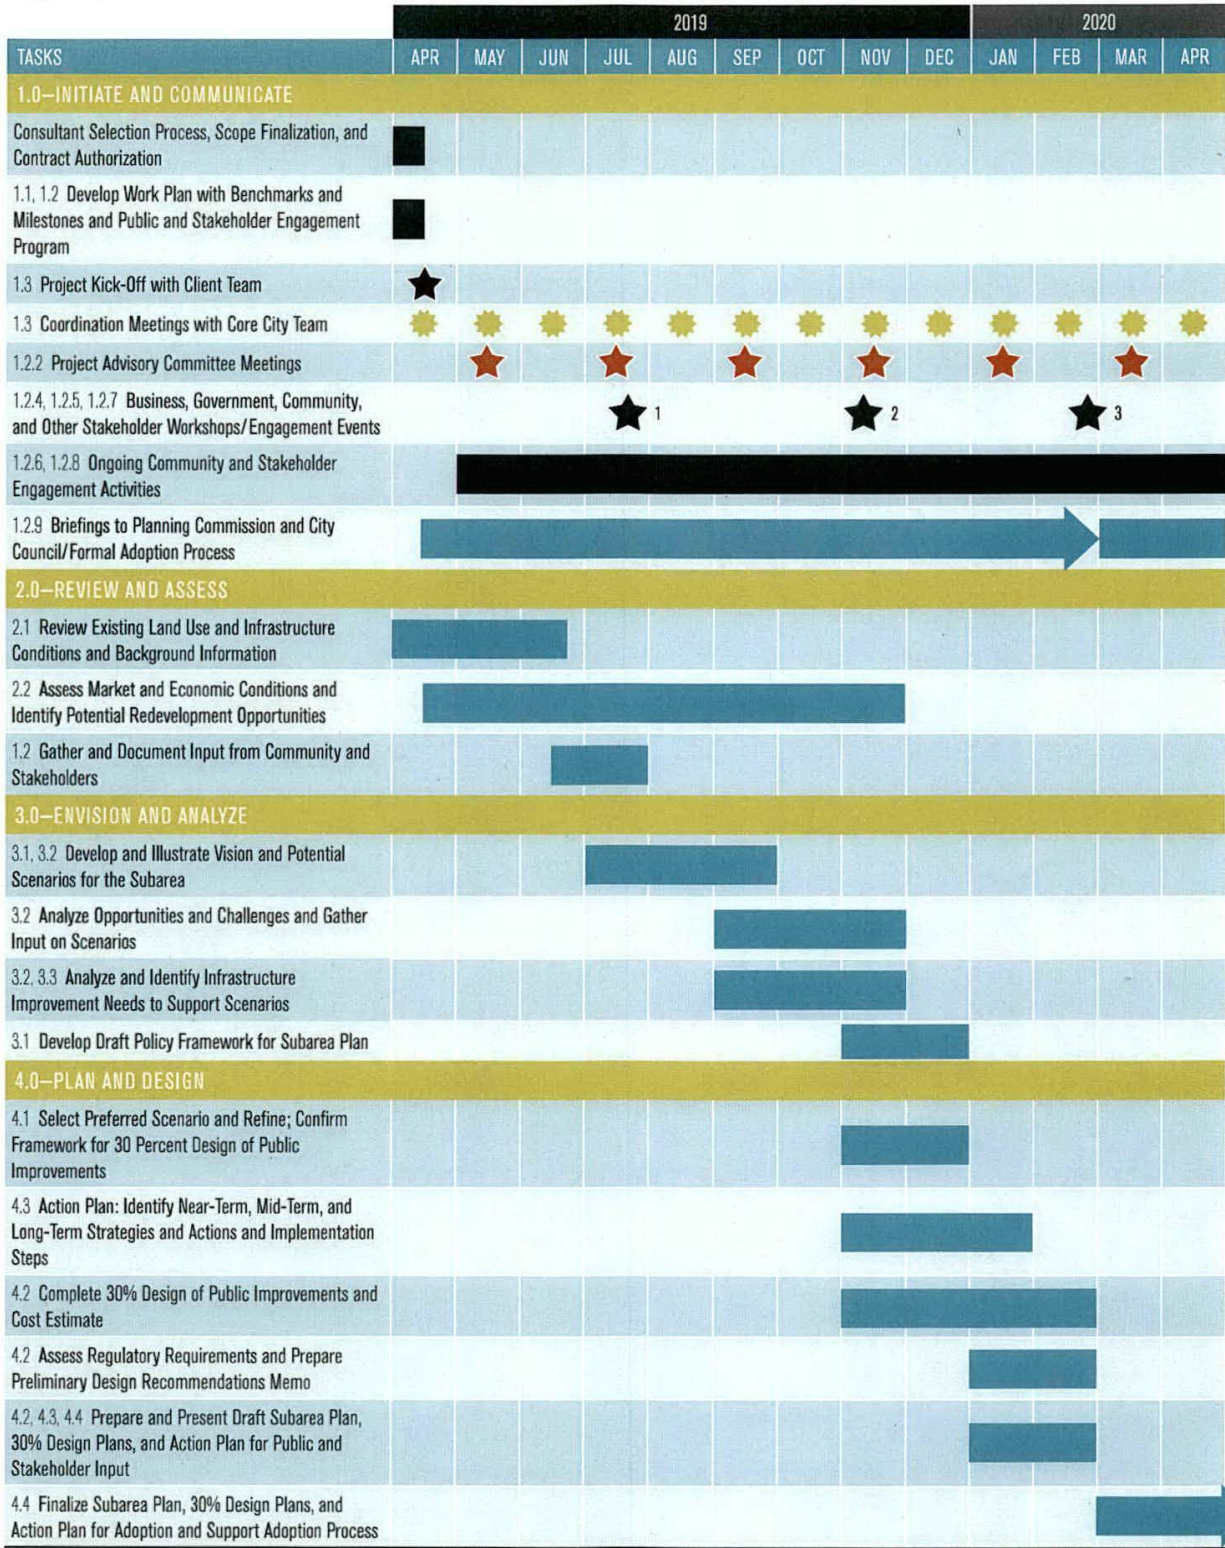 2019 2020
TASKS APR MAY JUN JUL AUG SEP OCT NOV DEC JAN FEB MAR APR
1.0—INITIATE AND COMMUNICATE
Consultant Selection Process, Scope Finalization, and
Contract Authorization
1.1, 1.2 Develop Work Plan with Benchmarks and
Milestones and Public and Stakeholder Engagement
Program
1.3 Project Kick-Off with Client Team
1.3 Coordination Meetings with Core City Team
1.2.2 Project Advisory Committee Meetings
1.2.4, 1.2.5, 1.2.7 Business, Government, Community,
and Other Stakeholder Workshops/Engagement Events
1 2 3
1.2.6, 1.2.8 Ongoing Community and Stakeholder
Engagement Activities
1.2.9 Briefings to Planning Commission and City
Council/Formal Adoption Process
2.0—REVIEW AND ASSESS
2.1 Review Existing Land Use and Infrastructure
Conditions and Background Information
2.2 Assess Market and Economic Conditions and
Identify Potential Redevelopment Opportunities
1.2 Gather and Document Input from Community and
Stakeholders
3.0—ENVISION AND ANALYZE
3.1, 3.2 Develop and Illustrate Vision and Potential
Scenarios for the Subarea
3.2 Analyze Opportunities and Challenges and Gather
Input on Scenarios
3.2, 3.3 Analyze and Identify Infrastructure
Improvement Needs to Support Scenarios
3.1 Develop Draft Policy Framework for Subarea Plan
4.0—PLAN AND DESIGN
4.1 Select Preferred Scenario and Refine; Confirm
Framework for 30 Percent Design of Public
Improvements
4.3 Action Plan: Identify Near-Term, Mid-Term, and
Long-Term Strategies and Actions and Implementation
Steps
4.2 Complete 30% Design of Public Improvements and
Cost Estimate
4.2 Assess Regulatory Requirements and Prepare
Preliminary Design Recommendations Memo
4.2, 4.3, 4.4 Prepare and Present Draft Subarea Plan,
30% Design Plans, and Action Plan for Public and
Stakeholder Input
4.4 Finalize Subarea Plan, 30% Design Plans, and
Action Plan for Adoption and Support Adoption Process